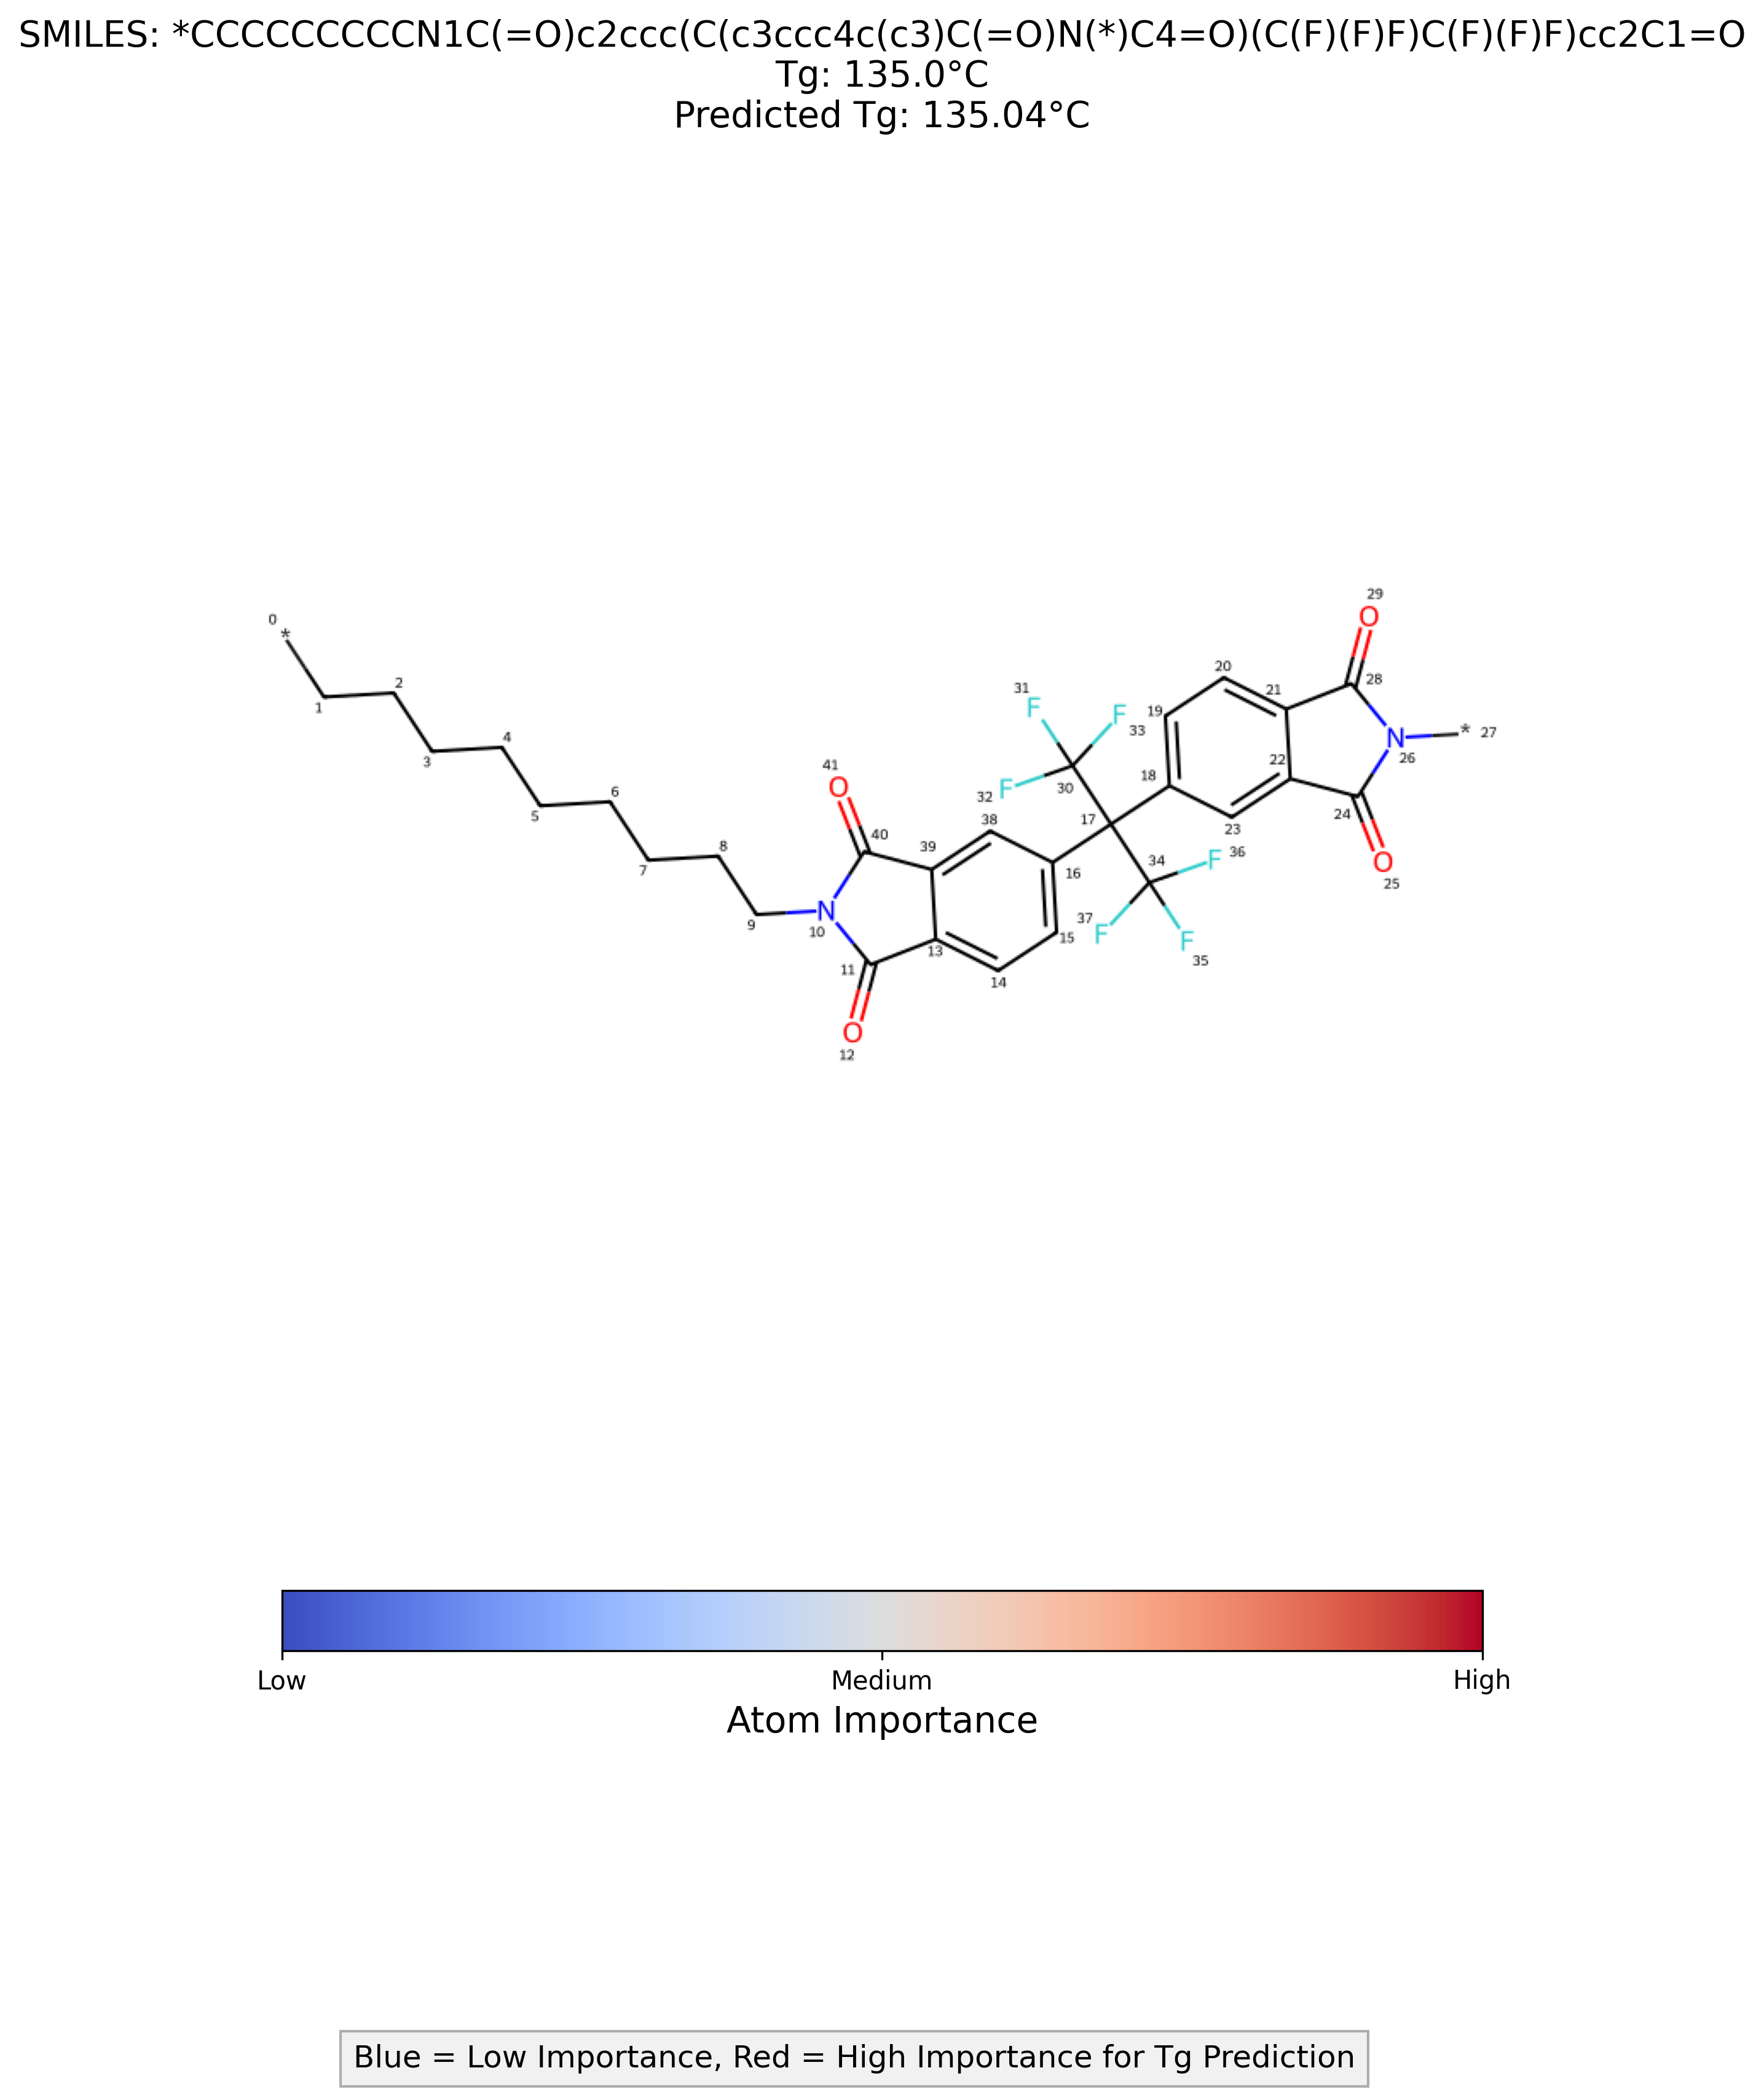 SMILES: *CCCCCCCCCN1C(=O)c2ccc(C(c3ccc4c(c3)C(=O)N(*)C4=O)(C(F)(F)F)C(F)(F)F)cc2C1=O
Tg: 135.0°C
Predicted Tg: 135.04°C
29
O
0
*
20
2
28
31
21
F
19
F
33
1
* 27
4
N
26
3
22
41
18
6
O
32 F
30
24
5
38
17
23
40
39
8
34
F 36
O
7
16
25
N
37
9
10
F
15
F
13
11
35
14
O
12
Low
Medium
High
Atom Importance
Blue = Low Importance, Red = High Importance for Tg Prediction